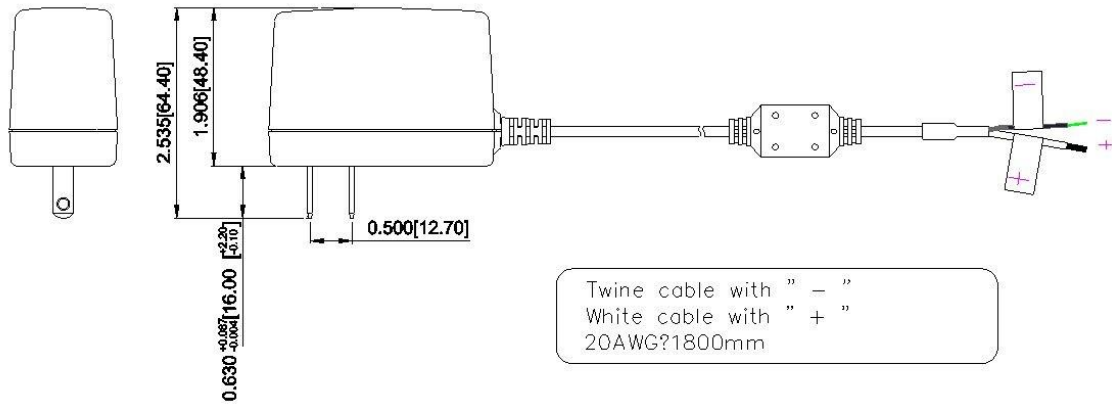 2.535[64.40]
1.906[48.40]
0.500[12.70]
0.630 +0.087 -0.004 [16.00 +2.20 -0.10]
−
+
−
+
Twine cable with " − "
White cable with " + "
20AWG?1800mm